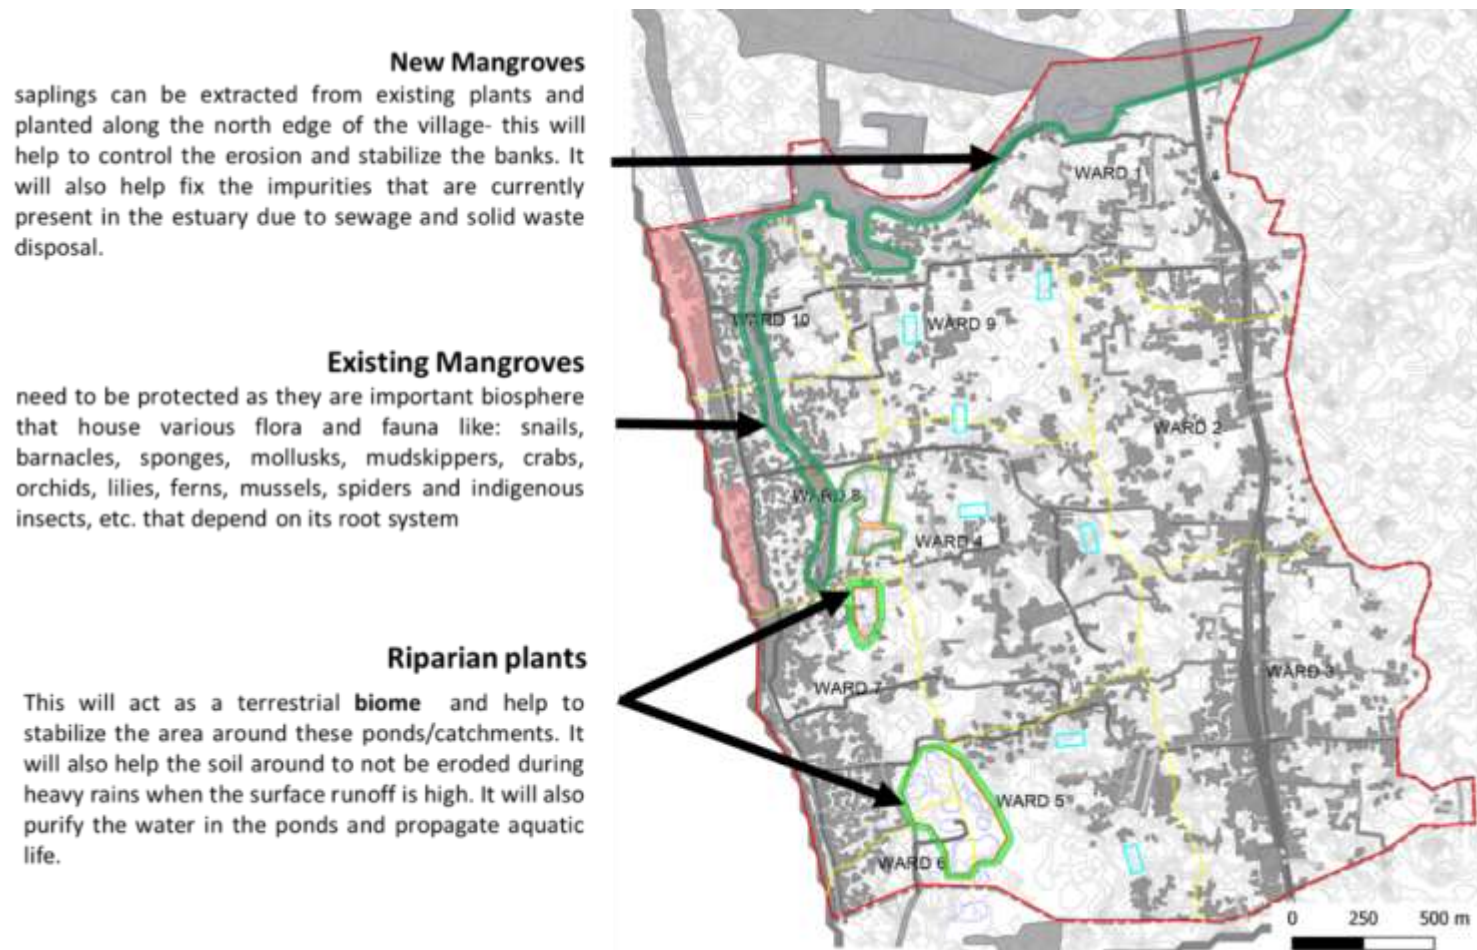 New Mangroves
saplings can be extracted from existing plants and
planted along the north edge of the village- this will
help to control the erosion and stabilize the banks. It
will also help fix the impurities that are currently
present in the estuary due to sewage and solid waste
disposal.
Existing Mangroves
need to be protected as they are important biosphere
that house various flora and fauna like: snails,
barnacles, sponges, mollusks, mudskippers, crabs,
orchids, lilies, ferns, mussels, spiders and indigenous
insects, etc. that depend on its root system
Riparian plants
This will act as a terrestrial biome and help to
stabilize the area around these ponds/catchments. It
will also help the soil around to not be eroded during
heavy rains when the surface runoff is high. It will also
purify the water in the ponds and propagate aquatic
life.
WARD 1
WARD 10
WARD 9
WARD 2
WARD 8
WARD 4
WARD 3
WARD 7
WARD 5
WARD 6
0 250 500 m